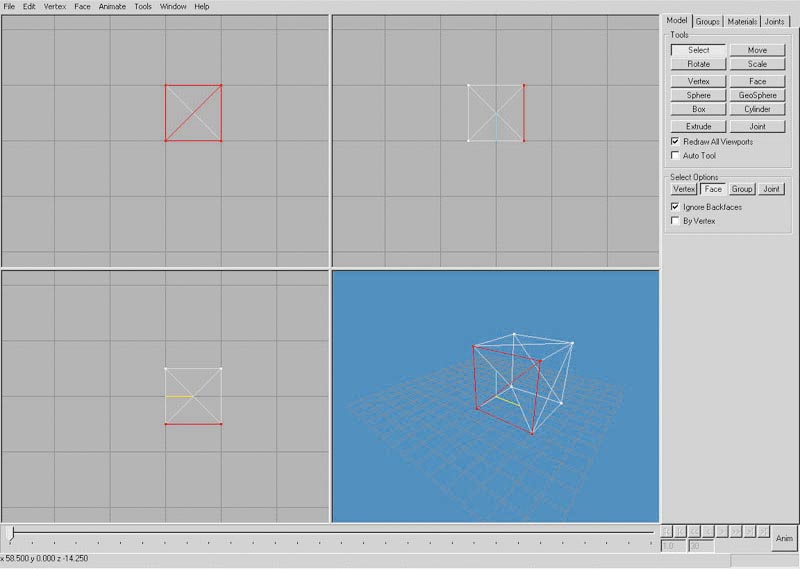 File Edit Vertex Face Animate Tools Window Help
Model Groups Materials Joints
Tools
Select Move
Rotate Scale
Vertex Face
Sphere GeoSphere
Box Cylinder
Extrude Joint
Redraw All Viewports
Auto Tool
Select Options
Vertex Face Group Joint
Ignore Backfaces
By Vertex
1.0 30 Anim
x 58.500 y 0.000 z -14.250